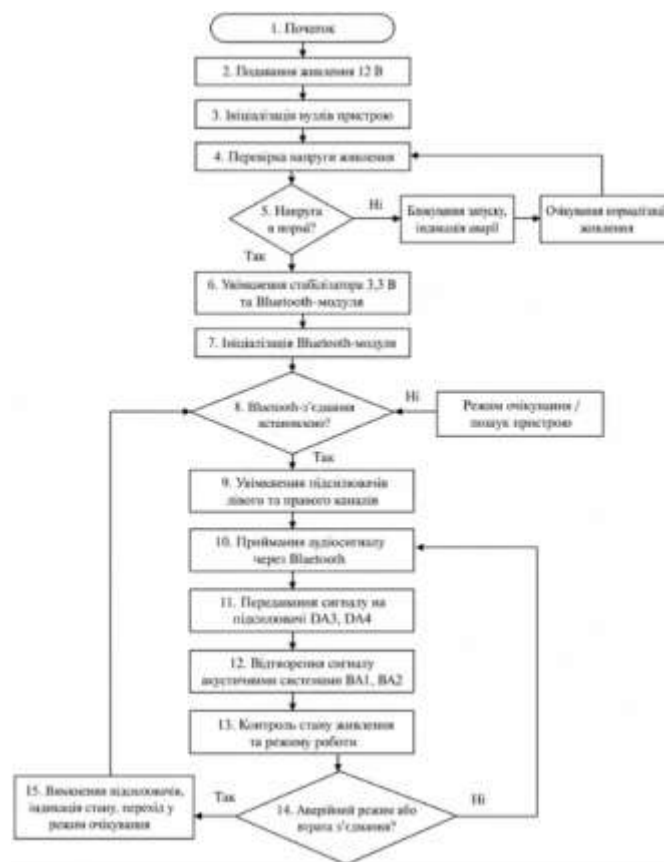 1. Початок
2. Подавання живлення 12 В
3. Ініціалізація вузлів пристрою
4. Перевірка напруги живлення
5. Напруга
в нормі?
Ні
Блокування запуску,
індикація аварії
Очікування нормалізації
живлення
Так
6. Увімкнення стабілізатора 3,3 В
та Bluetooth-модуля
7. Ініціалізація Bluetooth-модуля
8. Bluetooth-з’єднання
встановлено?
Ні
Режим очікування /
пошук пристрою
Так
9. Увімкнення підсилювачів
лівого та правого каналів
10. Приймання аудіосигналу
через Bluetooth
11. Передавання сигналу на
підсилювачі DA3, DA4
12. Відтворення сигналу
акустичними системами BA1, BA2
13. Контроль стану живлення
та режиму роботи
14. Аварійний режим або
втрата з’єднання?
Так
Ні
15. Вимкнення підсилювачів,
індикація стану, перехід у
режим очікування